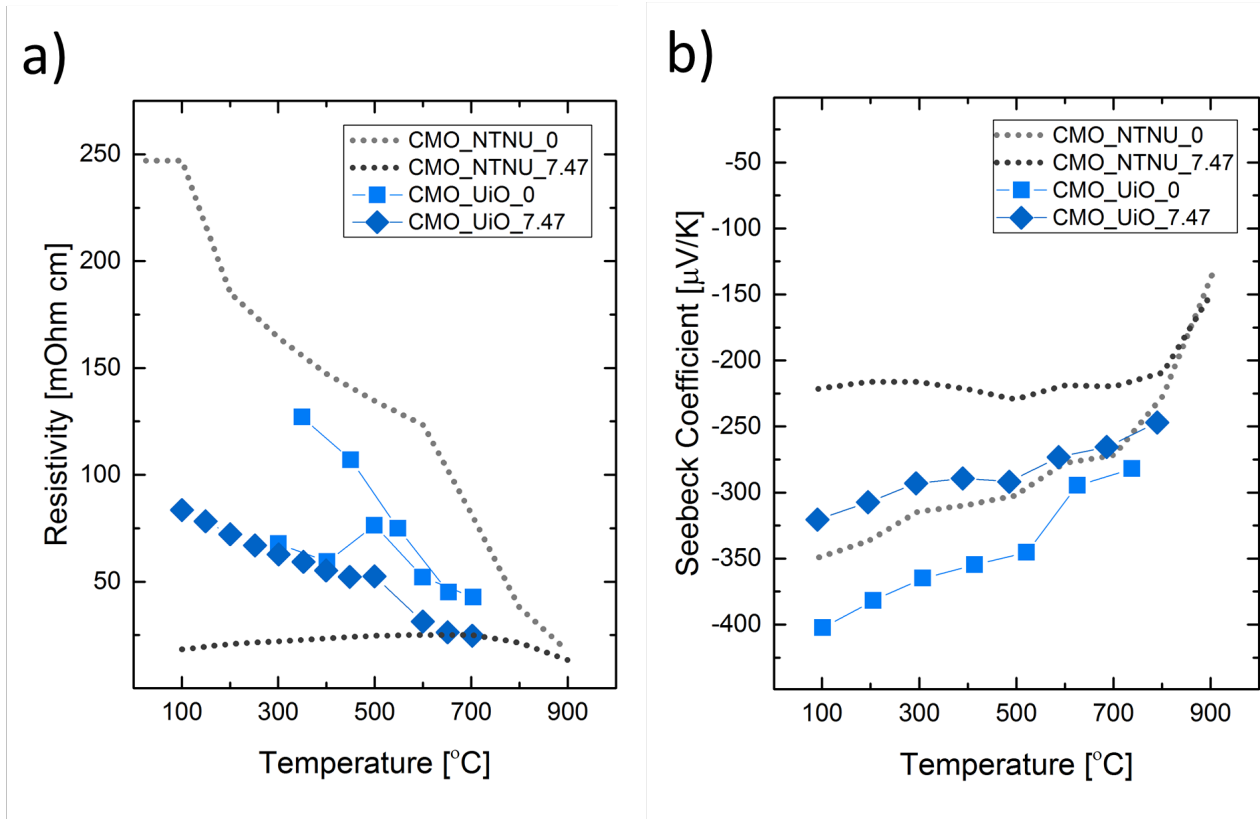 a)
CMO_NTNU_0
CMO_NTNU_7.47
CMO_UiO_0
CMO_UiO_7.47
250
200
150
100
50
Resistivity [mOhm cm]
100 300 500 700 900
Temperature [°C]
b)
CMO_NTNU_0
CMO_NTNU_7.47
CMO_UiO_0
CMO_UiO_7.47
-50
-100
-150
-200
-250
-300
-350
-400
Seebeck Coefficient [μV/K]
100 300 500 700 900
Temperature [°C]